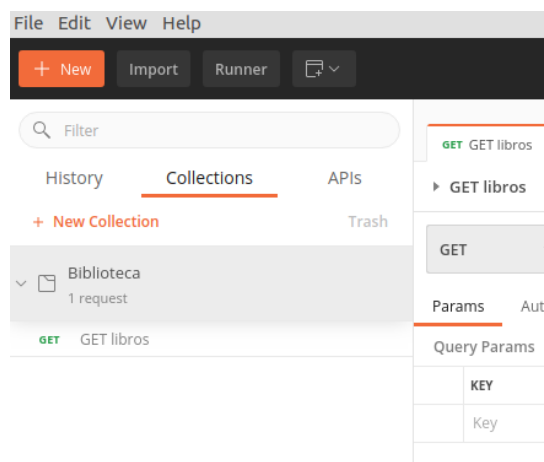 File Edit View Help
+ New Import Runner
Filter
History Collections APIs
+ New Collection Trash
Biblioteca
1 request
GET GET libros
GET GET libros
GET libros
GET
Params Aut
Query Params
KEY
Key